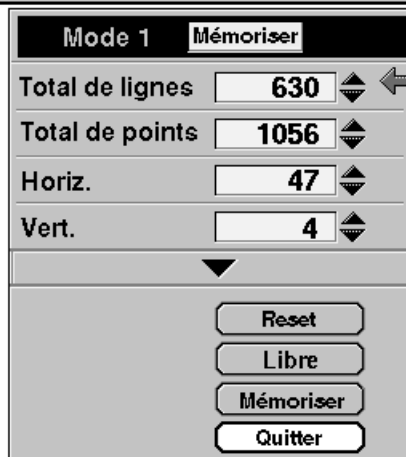 Mode 1 Mémoriser
Total de lignes 630
Total de points 1056
Horiz. 47
Vert. 4
Reset
Libre
Mémoriser
Quitter